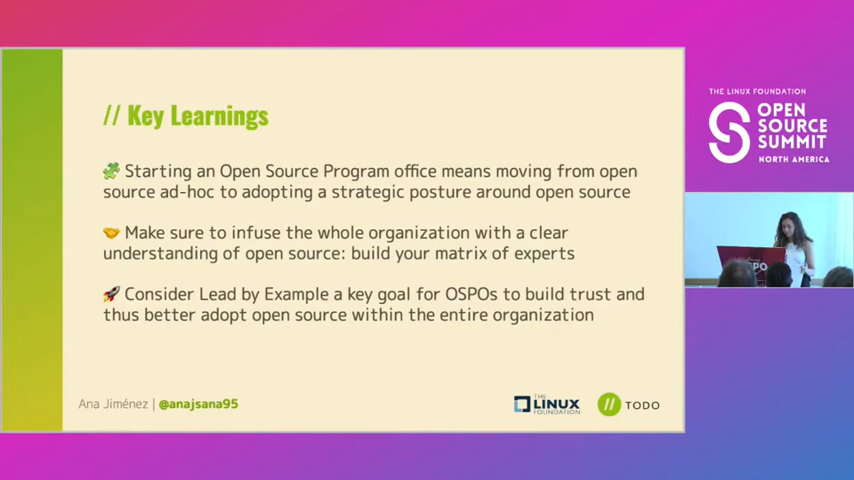 // Key Learnings
Starting an Open Source Program office means moving from open
source ad-hoc to adopting a strategic posture around open source
Make sure to infuse the whole organization with a clear
understanding of open source: build your matrix of experts
Consider Lead by Example a key goal for OSPOs to build trust and
thus better adopt open source within the entire organization
Ana Jiménez | @anajsana95
THE
LINUX
FOUNDATION
// TODO
THE LINUX FOUNDATION
OPEN
SOURCE
SUMMIT
NORTH AMERICA